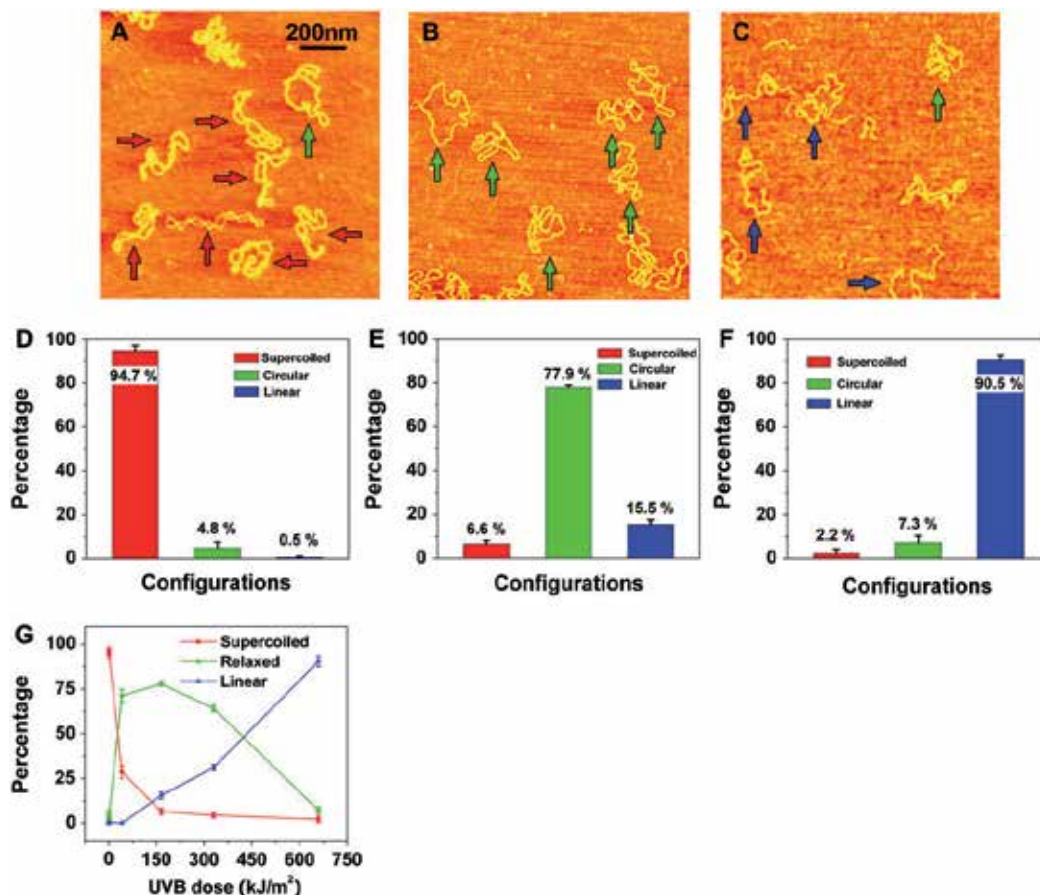 A
200nm
B
C
D
100
80
60
40
20
0
Percentage
94.7 %
4.8 %
0.5 %
Supercoiled
Circular
Linear
Configurations
E
100
80
60
40
20
0
Percentage
6.6 %
77.9 %
15.5 %
Supercoiled
Circular
Linear
Configurations
F
100
80
60
40
20
0
Percentage
2.2 %
7.3 %
90.5 %
Supercoiled
Circular
Linear
Configurations
G
100
75
50
25
0
Percentage
Supercoiled
Relaxed
Linear
0 150 300 450 600 750
UVB dose (kJ/m²)